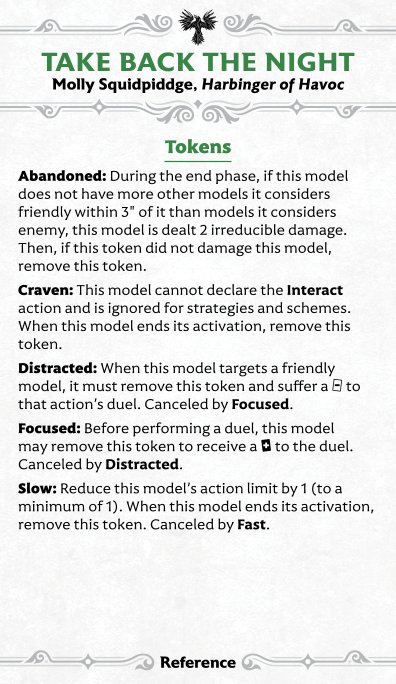 TAKE BACK THE NIGHT
Molly Squidpiddge, Harbinger of Havoc
Tokens
Abandoned: During the end phase, if this model
does not have more other models it considers
friendly within 3" of it than models it considers
enemy, this model is dealt 2 irreducible damage.
Then, if this token did not damage this model,
remove this token.
Craven: This model cannot declare the Interact
action and is ignored for strategies and schemes.
When this model ends its activation, remove this
token.
Distracted: When this model targets a friendly
model, it must remove this token and suffer a to
that action's duel. Canceled by Focused.
Focused: Before performing a duel, this model
may remove this token to receive a to the duel.
Canceled by Distracted.
Slow: Reduce this model's action limit by 1 (to a
minimum of 1). When this model ends its activation,
remove this token. Canceled by Fast.
Reference